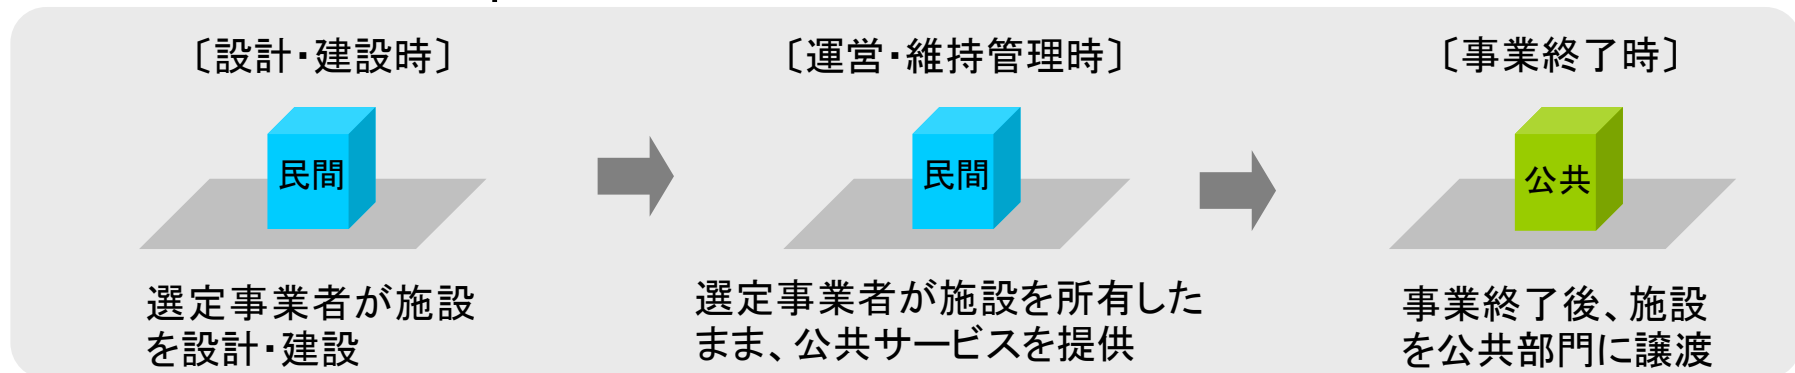 〔設計・建設時〕
民間
選定事業者が施設
を設計・建設
〔運営・維持管理時〕
民間
選定事業者が施設を所有した
まま、公共サービスを提供
〔事業終了時〕
公共
事業終了後、施設
を公共部門に譲渡